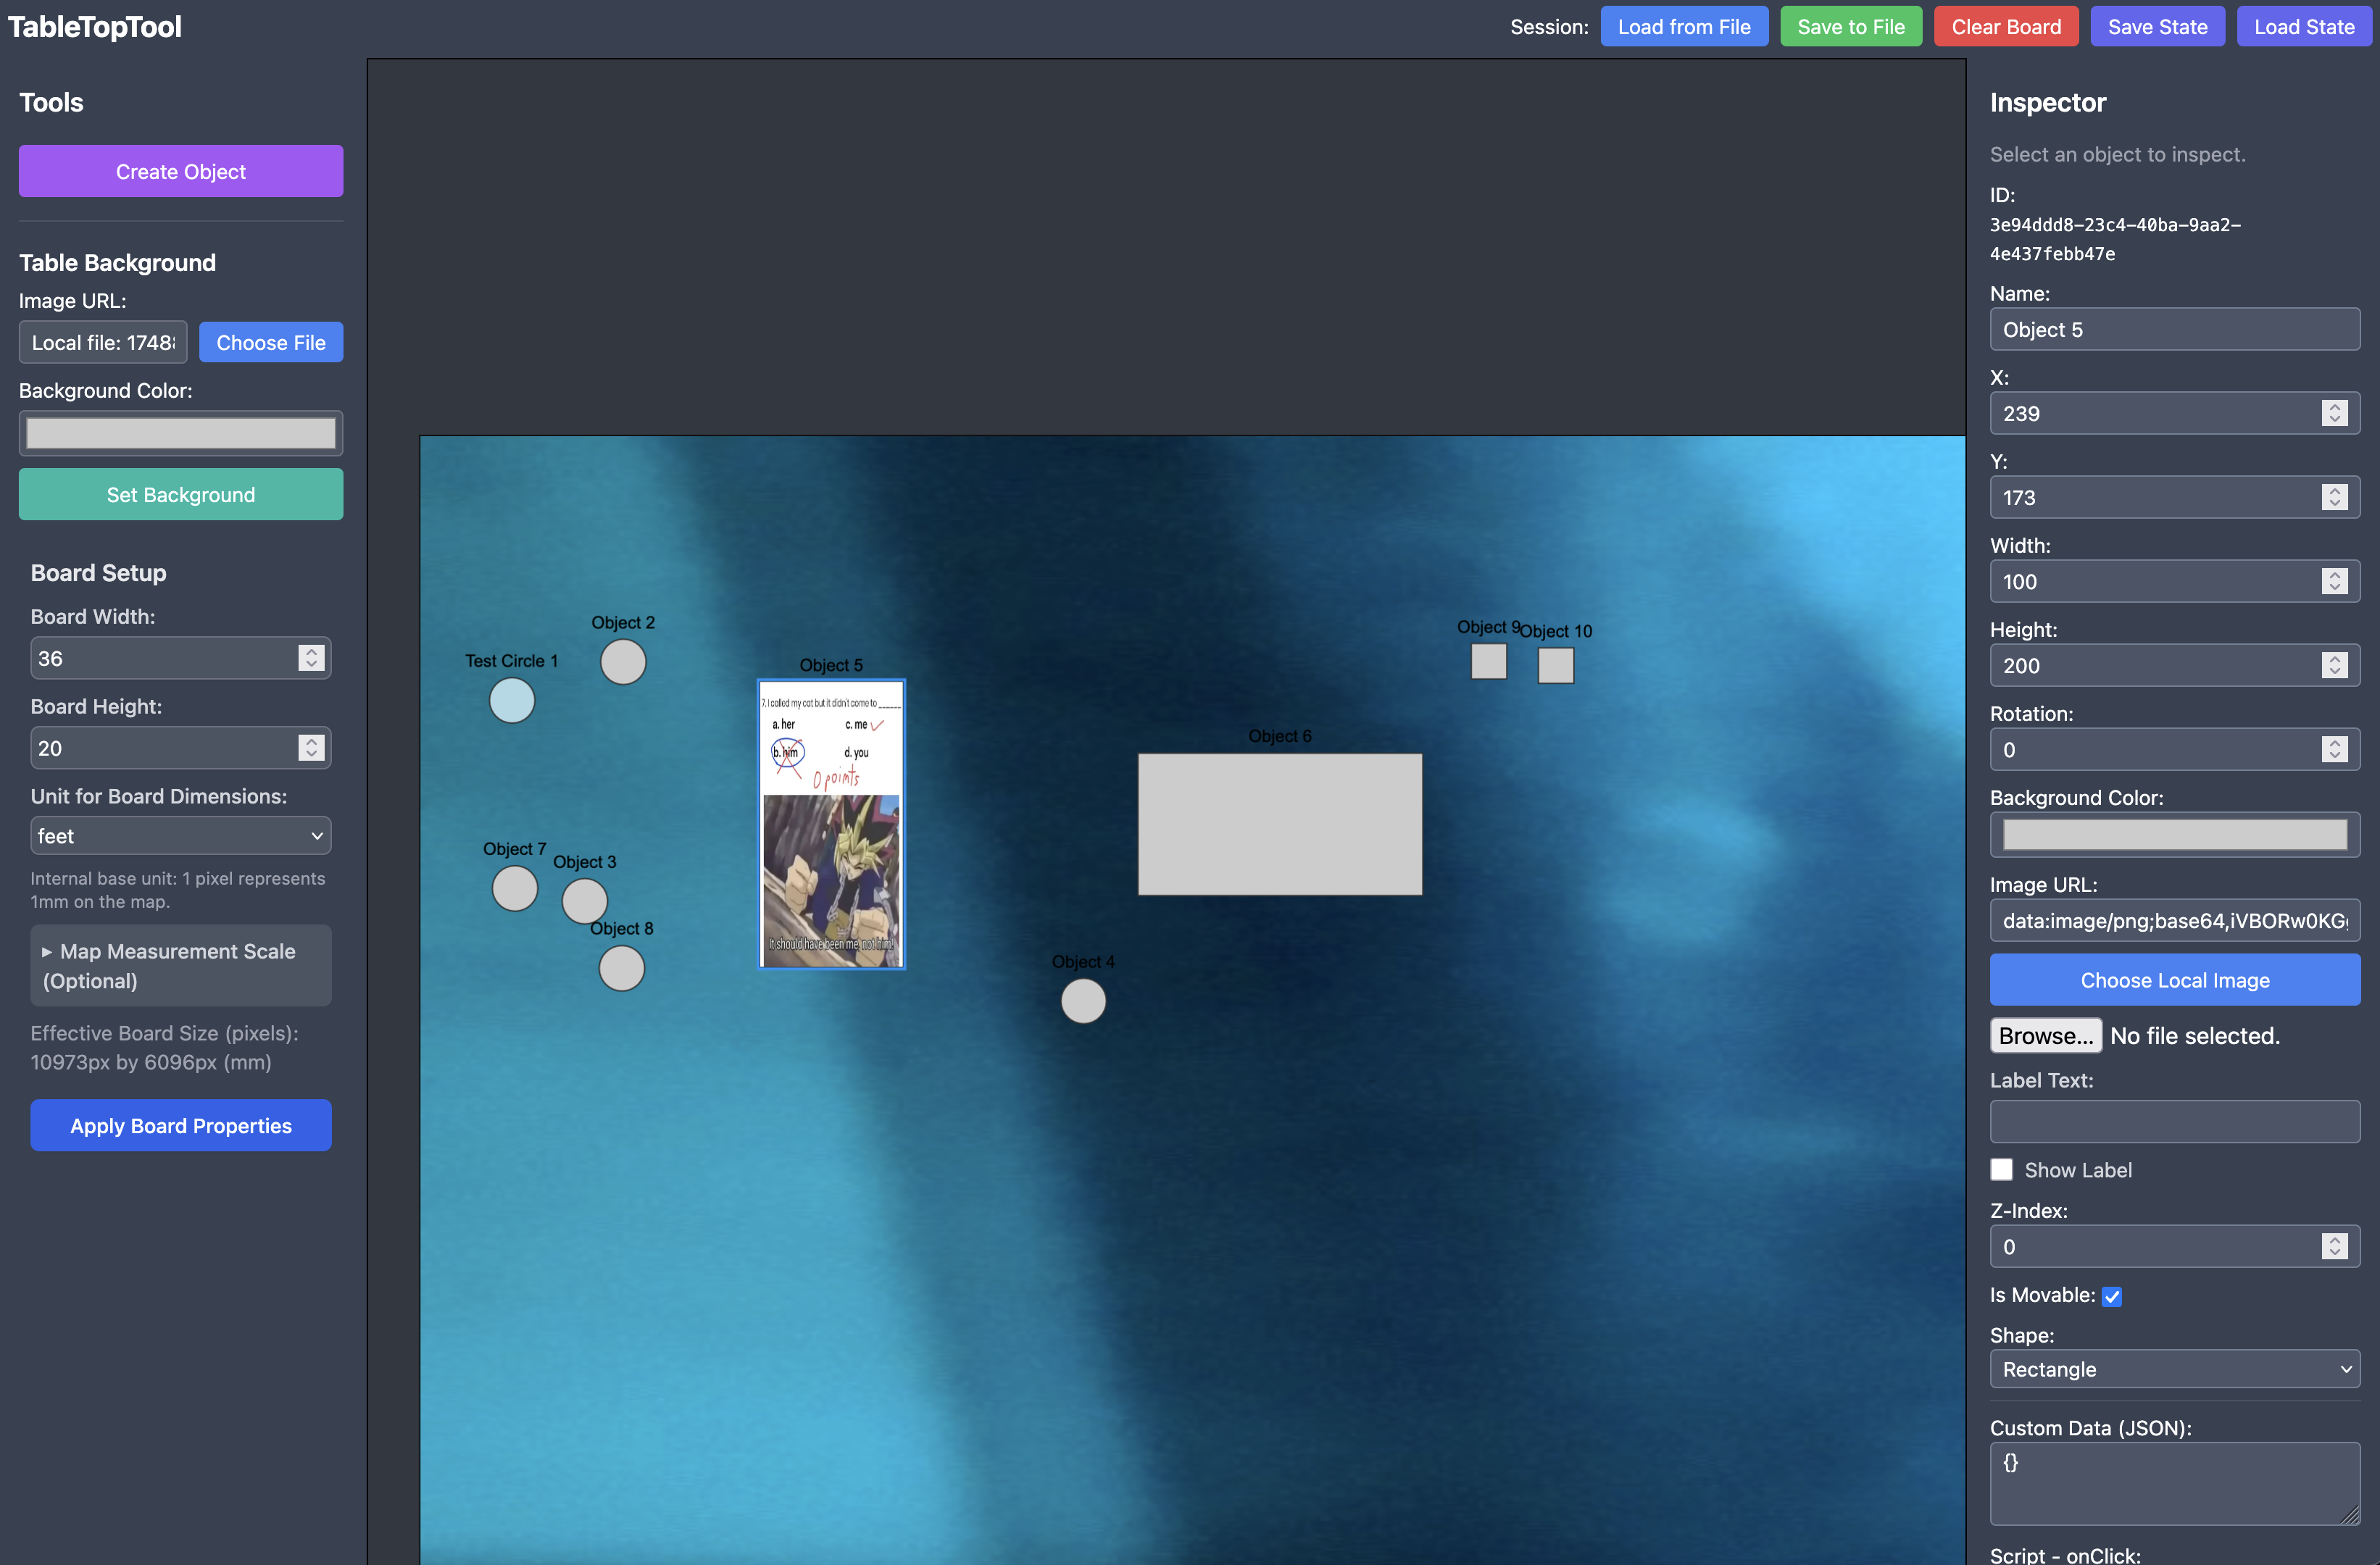 TableTopTool
Session:
Load from File
Save to File
Clear Board
Save State
Load State
Tools
Create Object
Table Background
Image URL:
Local file: 1748
Choose File
Background Color:
Set Background
Board Setup
Board Width:
36
Board Height:
20
Unit for Board Dimensions:
feet
Internal base unit: 1 pixel represents
1mm on the map.
▸ Map Measurement Scale
(Optional)
Effective Board Size (pixels):
10973px by 6096px (mm)
Apply Board Properties
Object 2
Test Circle 1
Object 5
7. I called my cat but it didn't come to ______
a. her
c. me
b. him
d. you
0 points
It should have been me, not him!
Object 9
Object 10
Object 6
Object 7
Object 3
Object 8
Object 4
Inspector
Select an object to inspect.
ID:
3e94ddd8-23c4-40ba-9aa2-
4e437febb47e
Name:
Object 5
X:
239
Y:
173
Width:
100
Height:
200
Rotation:
0
Background Color:
Image URL:
data:image/png;base64,iVBORw0KG
Choose Local Image
Browse... No file selected.
Label Text:
Show Label
Z-Index:
0
Is Movable:
Shape:
Rectangle
Custom Data (JSON):
{}
Script - onClick: